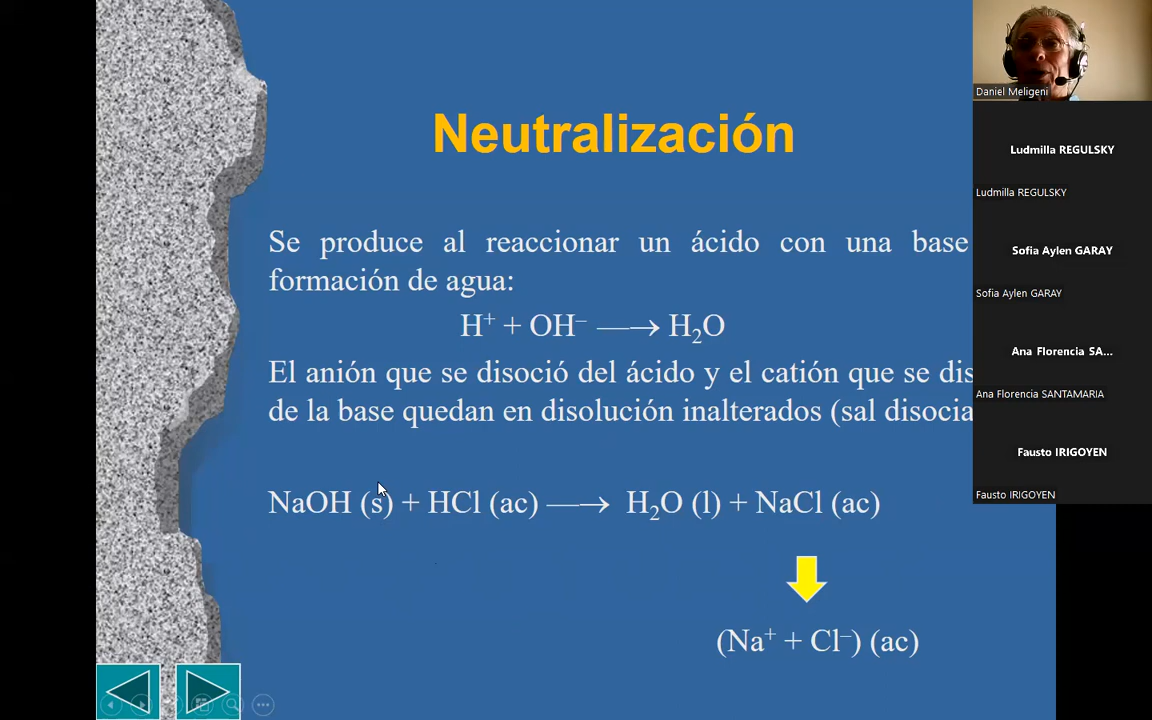 Neutralización
Se produce al reaccionar un ácido con una base
formación de agua:
H⁺ + OH⁻ ⟶ H₂O
El anión que se disoció del ácido y el catión que se dis
de la base quedan en disolución inalterados (sal disocia
NaOH (s) + HCl (ac) ⟶ H₂O (l) + NaCl (ac)
(Na⁺ + Cl⁻) (ac)
Daniel Meligeni
Ludmilla REGULSKY
Ludmilla REGULSKY
Sofia Aylen GARAY
Sofia Aylen GARAY
Ana Florencia SA...
Ana Florencia SANTAMARIA
Fausto IRIGOYEN
Fausto IRIGOYEN